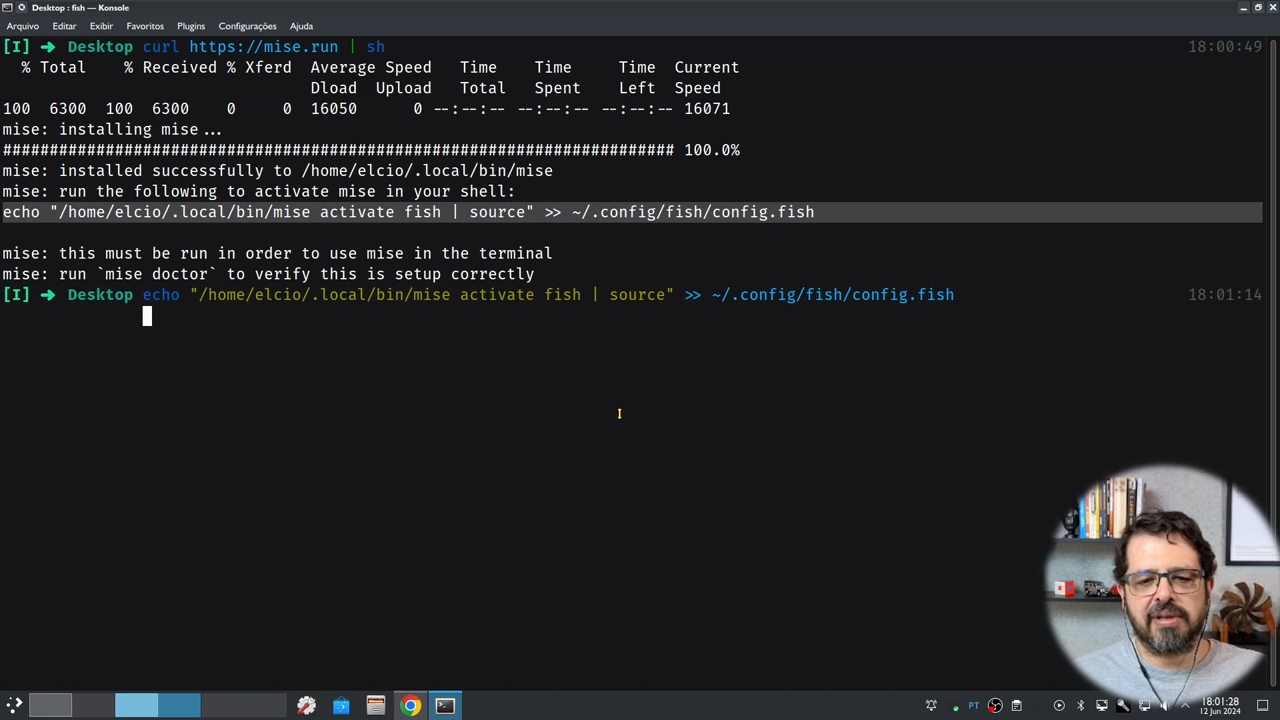 Desktop : fish — Konsole
Arquivo Editar Exibir Favoritos Plugins Configurações Ajuda
[I] ➜ Desktop curl https://mise.run | sh 18:00:49
% Total % Received % Xferd Average Speed Time Time Time Current
Dload Upload Total Spent Left Speed
100 6300 100 6300 0 0 16050 0 --:--:-- --:--:-- --:--:-- 16071
mise: installing mise...
######################################################################## 100.0%
mise: installed successfully to /home/elcio/.local/bin/mise
mise: run the following to activate mise in your shell:
echo "/home/elcio/.local/bin/mise activate fish | source" >> ~/.config/fish/config.fish
mise: this must be run in order to use mise in the terminal
mise: run `mise doctor` to verify this is setup correctly
[I] ➜ Desktop echo "/home/elcio/.local/bin/mise activate fish | source" >> ~/.config/fish/config.fish 18:01:14
PT
18:01:28
12 Jun 2024